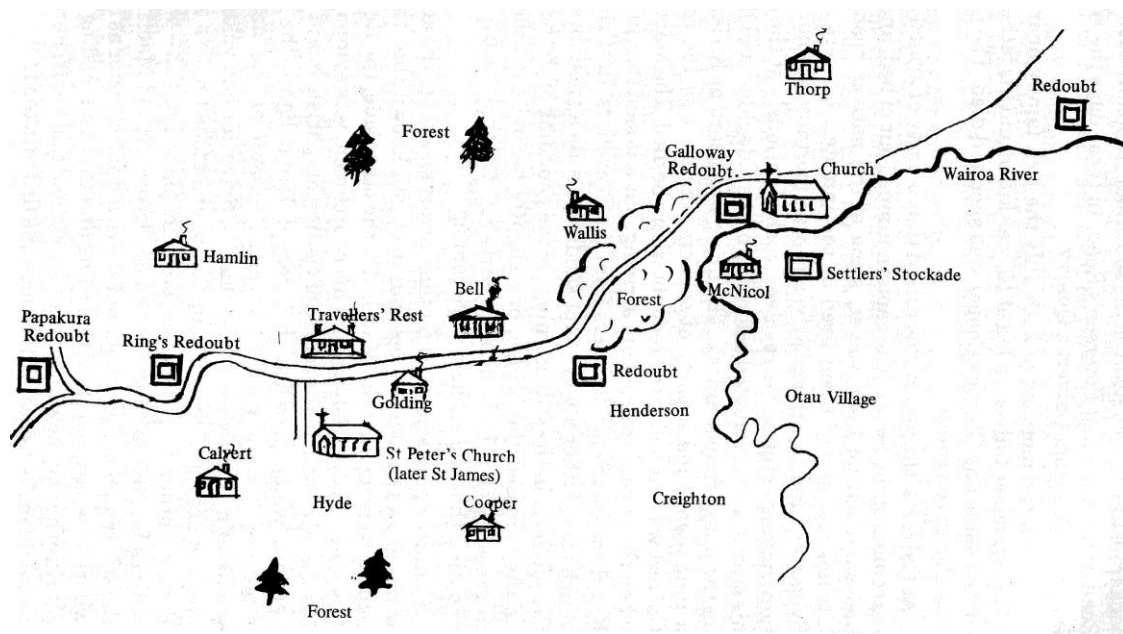 Thorp
Redoubt
Forest
Galloway
Redoubt
Church
Wairoa River
Wallis
Hamlin
McNicol
Settlers' Stockade
Bell
Forest
Travellers' Rest
Papakura
Redoubt
Ring's Redoubt
Redoubt
Golding
Henderson
Otau Village
Calvert
St Peter's Church
(later St James)
Hyde
Cooper
Creighton
Forest